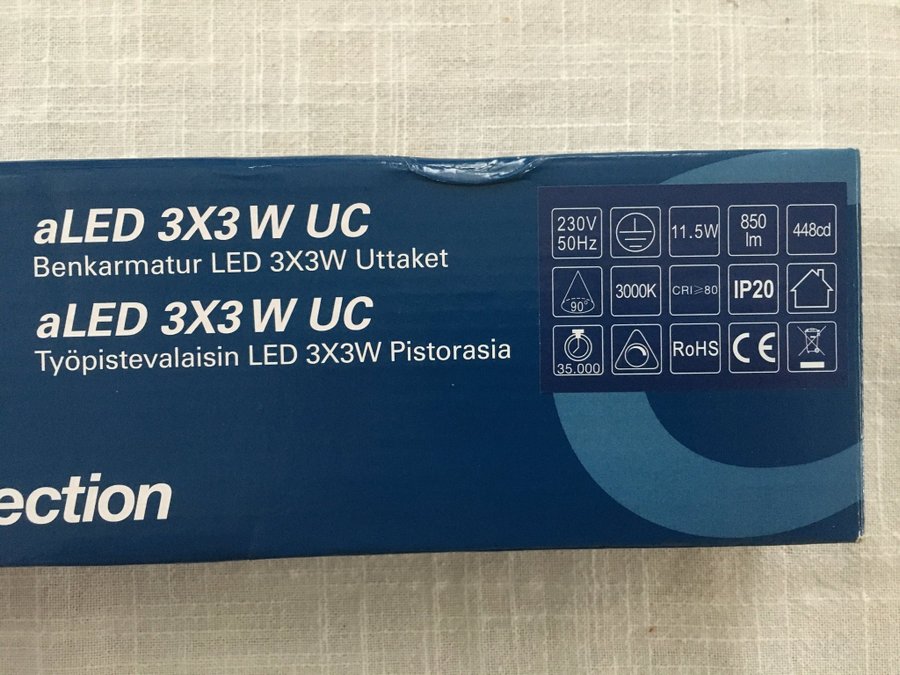 aLED 3X3 W UC
Benkarmatur LED 3X3W Uttaket
aLED 3X3 W UC
Työpistevalaisin LED 3X3W Pistorasia
ection
230V
50Hz
11.5W
850
lm
448cd
90°
3000K
CRI≥80
IP20
35.000
RoHS
CE